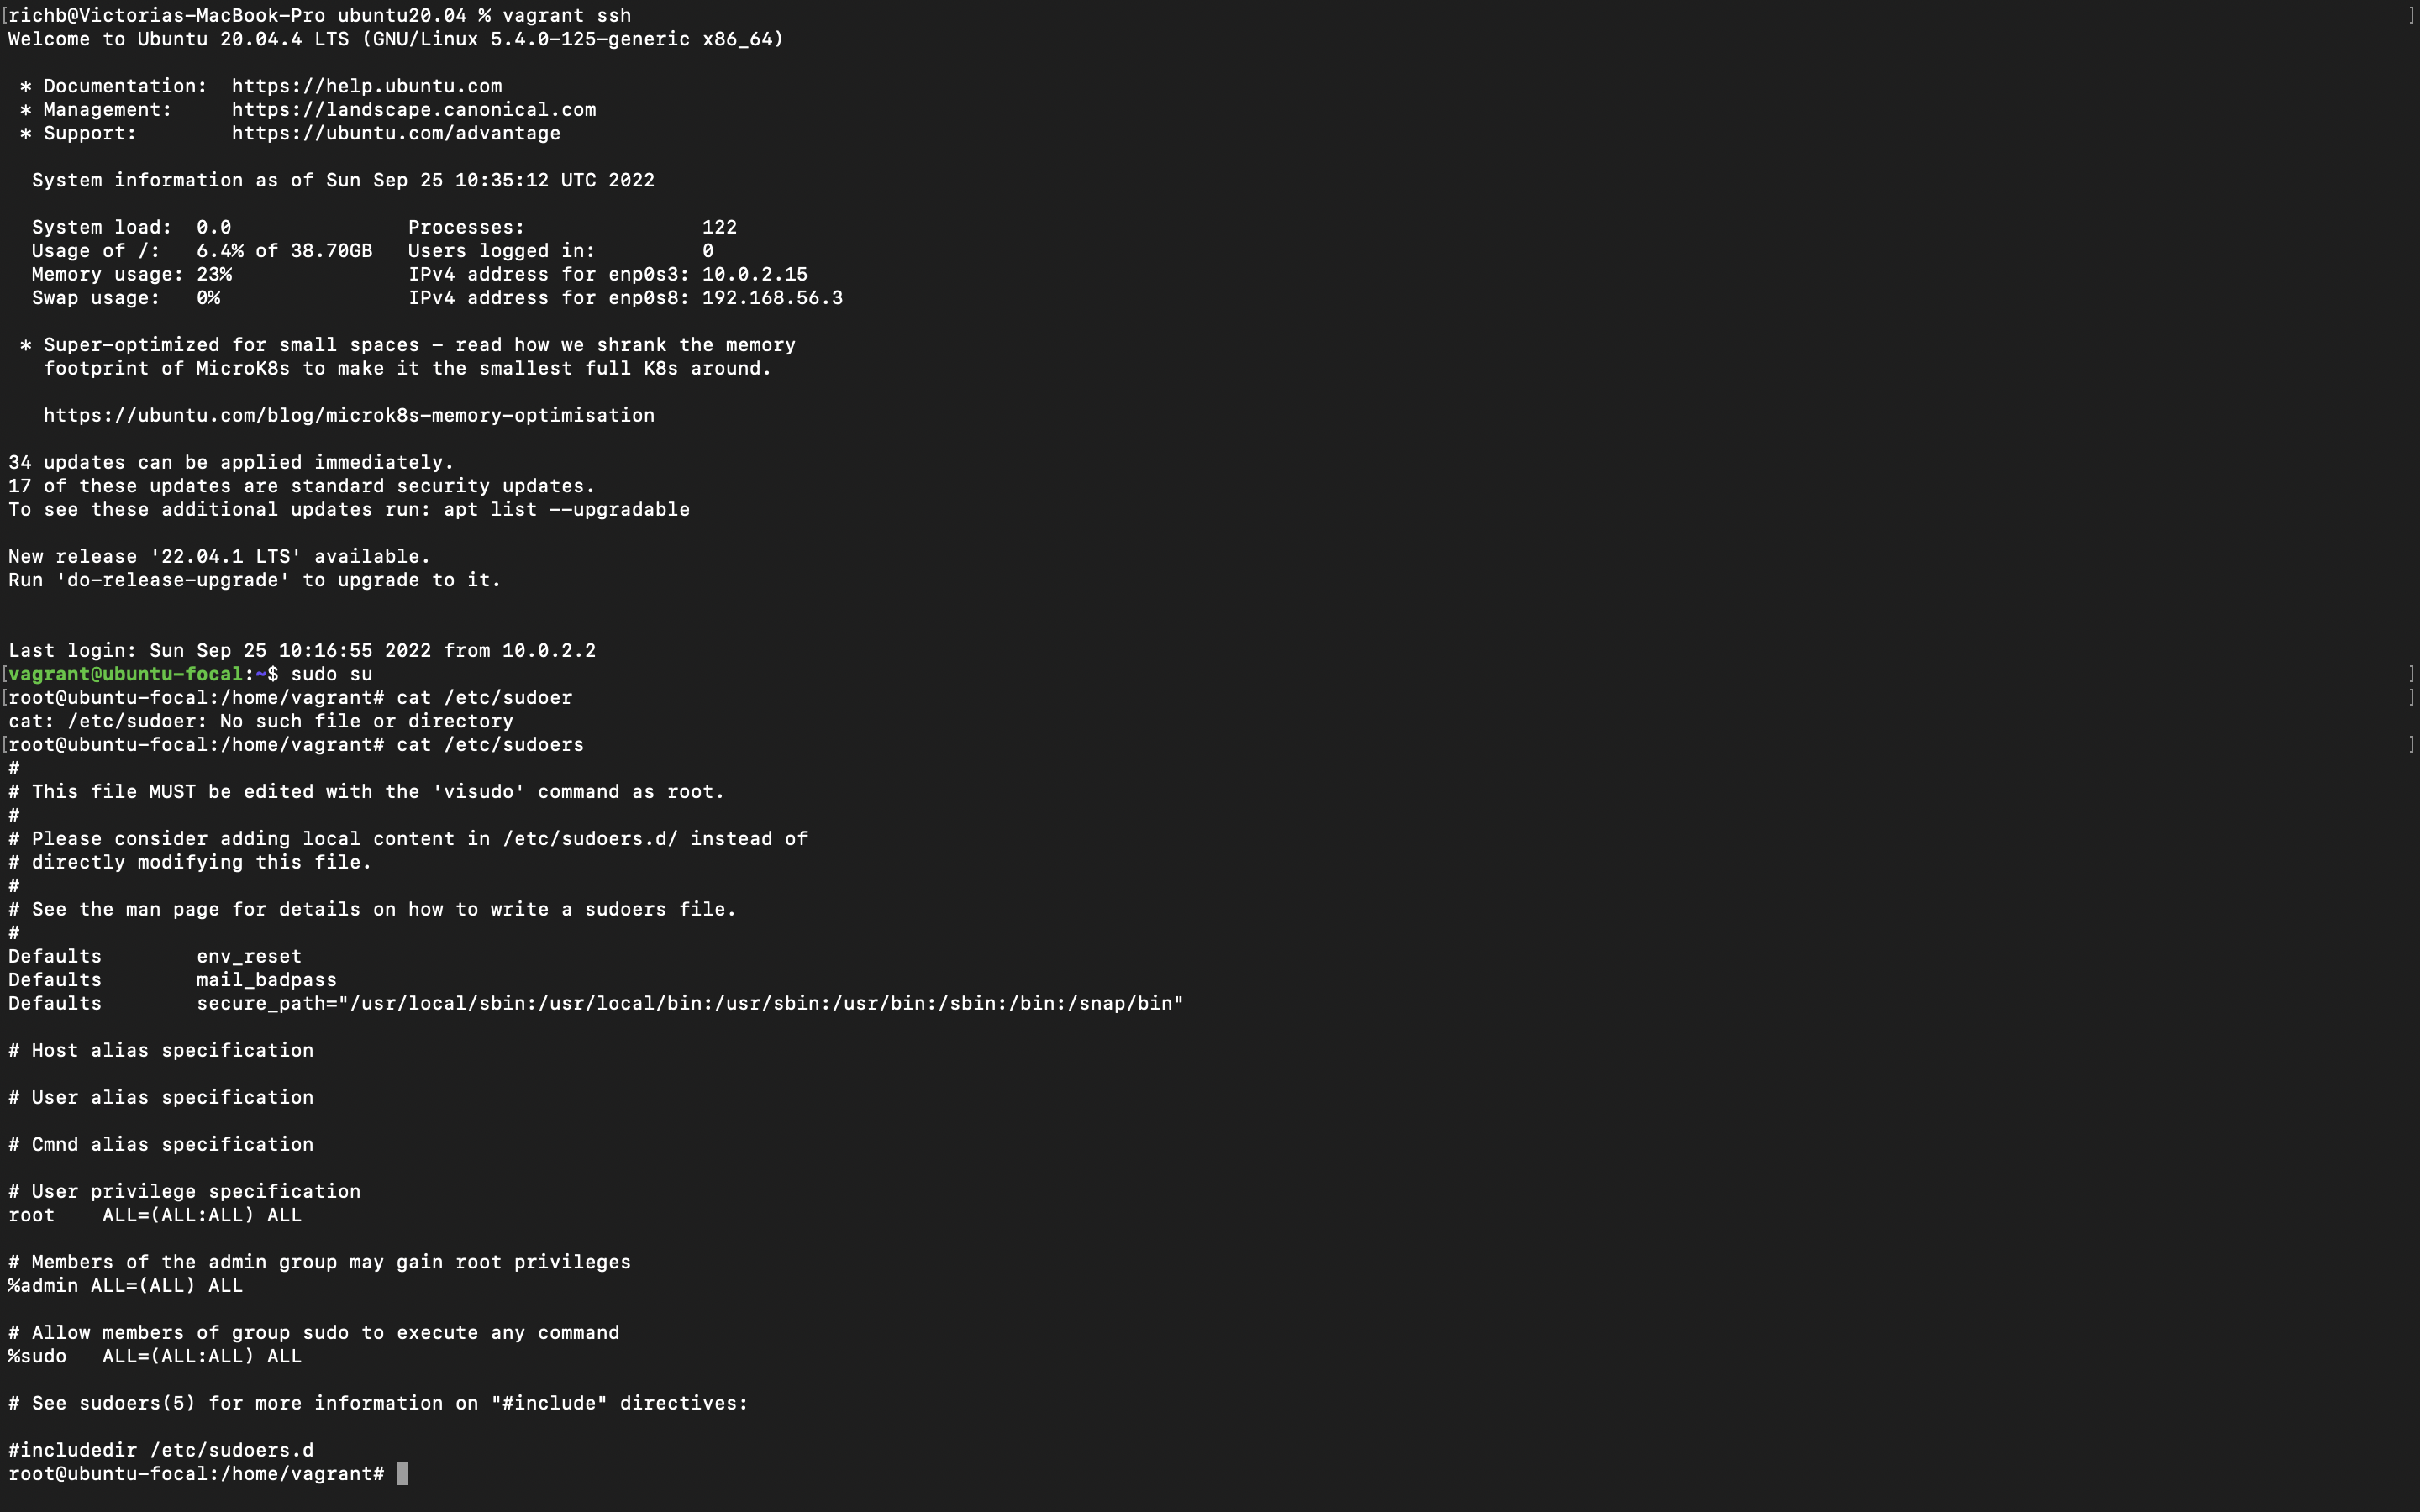 [richb@Victorias-MacBook-Pro ubuntu20.04 % vagrant ssh ]
Welcome to Ubuntu 20.04.4 LTS (GNU/Linux 5.4.0-125-generic x86_64)

 * Documentation:  https://help.ubuntu.com
 * Management:     https://landscape.canonical.com
 * Support:        https://ubuntu.com/advantage

  System information as of Sun Sep 25 10:35:12 UTC 2022

  System load:  0.0               Processes:               122
  Usage of /:   6.4% of 38.70GB   Users logged in:         0
  Memory usage: 23%               IPv4 address for enp0s3: 10.0.2.15
  Swap usage:   0%                IPv4 address for enp0s8: 192.168.56.3

 * Super-optimized for small spaces - read how we shrank the memory
   footprint of MicroK8s to make it the smallest full K8s around.

   https://ubuntu.com/blog/microk8s-memory-optimisation

34 updates can be applied immediately.
17 of these updates are standard security updates.
To see these additional updates run: apt list --upgradable

New release '22.04.1 LTS' available.
Run 'do-release-upgrade' to upgrade to it.


Last login: Sun Sep 25 10:16:55 2022 from 10.0.2.2
[vagrant@ubuntu-focal:~$ sudo su ]
[root@ubuntu-focal:/home/vagrant# cat /etc/sudoer ]
cat: /etc/sudoer: No such file or directory
[root@ubuntu-focal:/home/vagrant# cat /etc/sudoers ]
#
# This file MUST be edited with the 'visudo' command as root.
#
# Please consider adding local content in /etc/sudoers.d/ instead of
# directly modifying this file.
#
# See the man page for details on how to write a sudoers file.
#
Defaults        env_reset
Defaults        mail_badpass
Defaults        secure_path="/usr/local/sbin:/usr/local/bin:/usr/sbin:/usr/bin:/sbin:/bin:/snap/bin"

# Host alias specification

# User alias specification

# Cmnd alias specification

# User privilege specification
root    ALL=(ALL:ALL) ALL

# Members of the admin group may gain root privileges
%admin ALL=(ALL) ALL

# Allow members of group sudo to execute any command
%sudo   ALL=(ALL:ALL) ALL

# See sudoers(5) for more information on "#include" directives:

#includedir /etc/sudoers.d
root@ubuntu-focal:/home/vagrant#